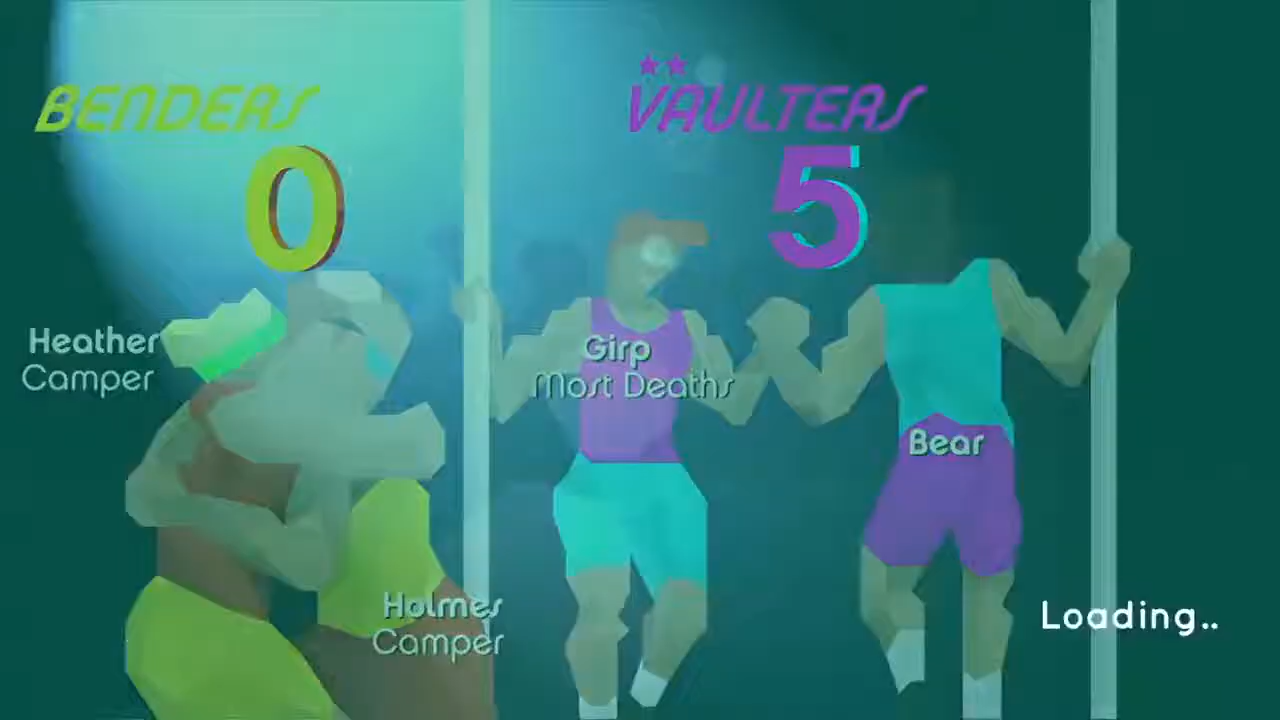 BENDERS
VAULTERS
0
5
Heather
Camper
Girp
Most Deaths
Bear
Holmes
Camper
Loading..